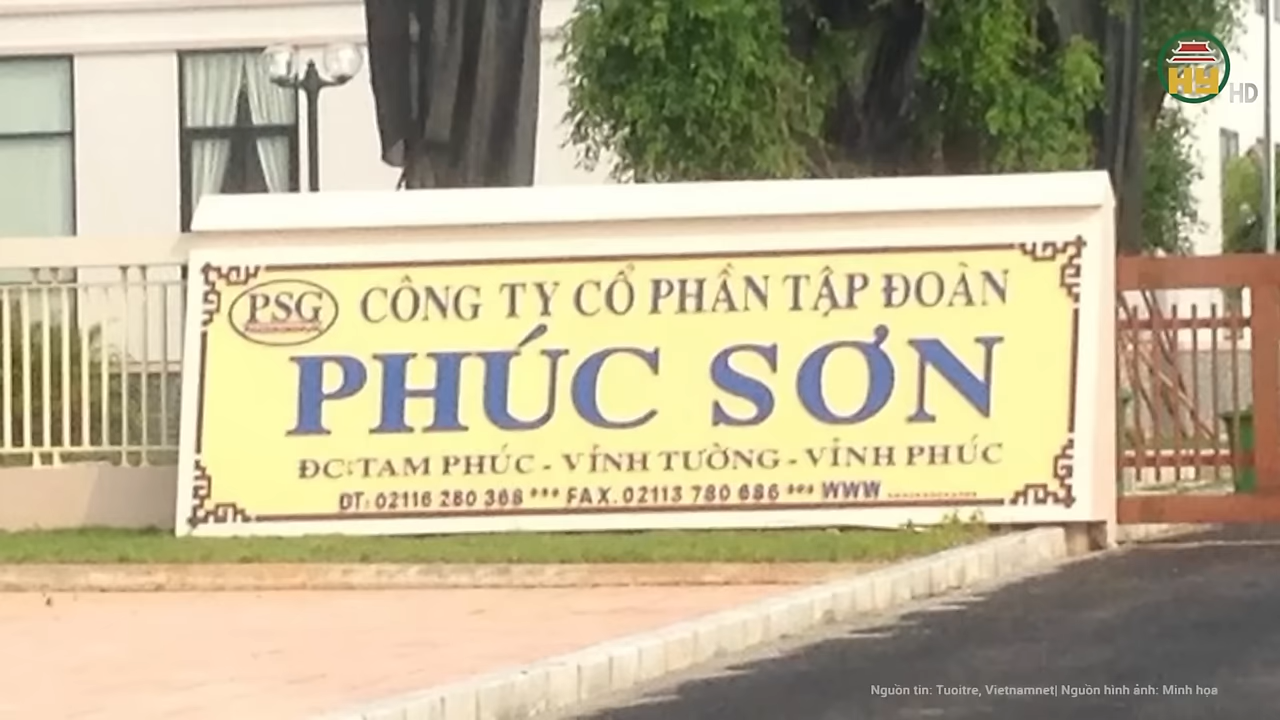 HY HD
PSG CÔNG TY CỔ PHẦN TẬP ĐOÀN
PHÚC SƠN
ĐC: TAM PHÚC - VĨNH TƯỜNG - VĨNH PHÚC
ĐT: 02116 280 368 *** FAX. 02113 780 686 *** WWW
Nguồn tin: Tuoitre, Vietnamnet| Nguồn hình ảnh: Minh họa